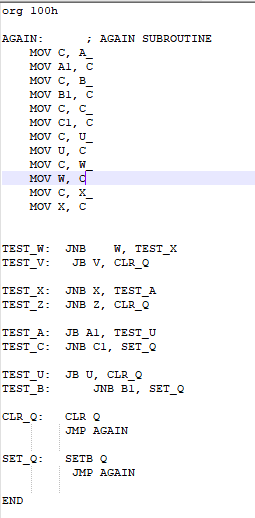 org 100h
AGAIN: ; AGAIN SUBROUTINE
MOV C, A_
MOV A1, C
MOV C, B_
MOV B1, C
MOV C, C_
MOV C1, C
MOV C, U_
MOV U, C
MOV C, W_
MOV W, C
MOV C, X_
MOV X, C
TEST_W: JNB W, TEST_X
TEST_V: JB V, CLR_Q
TEST_X: JNB X, TEST_A
TEST_Z: JNB Z, CLR_Q
TEST_A: JB A1, TEST_U
TEST_C: JNB C1, SET_Q
TEST_U: JB U, CLR_Q
TEST_B: JNB B1, SET_Q
CLR_Q: CLR Q
JMP AGAIN
SET_Q: SETB Q
JMP AGAIN
END